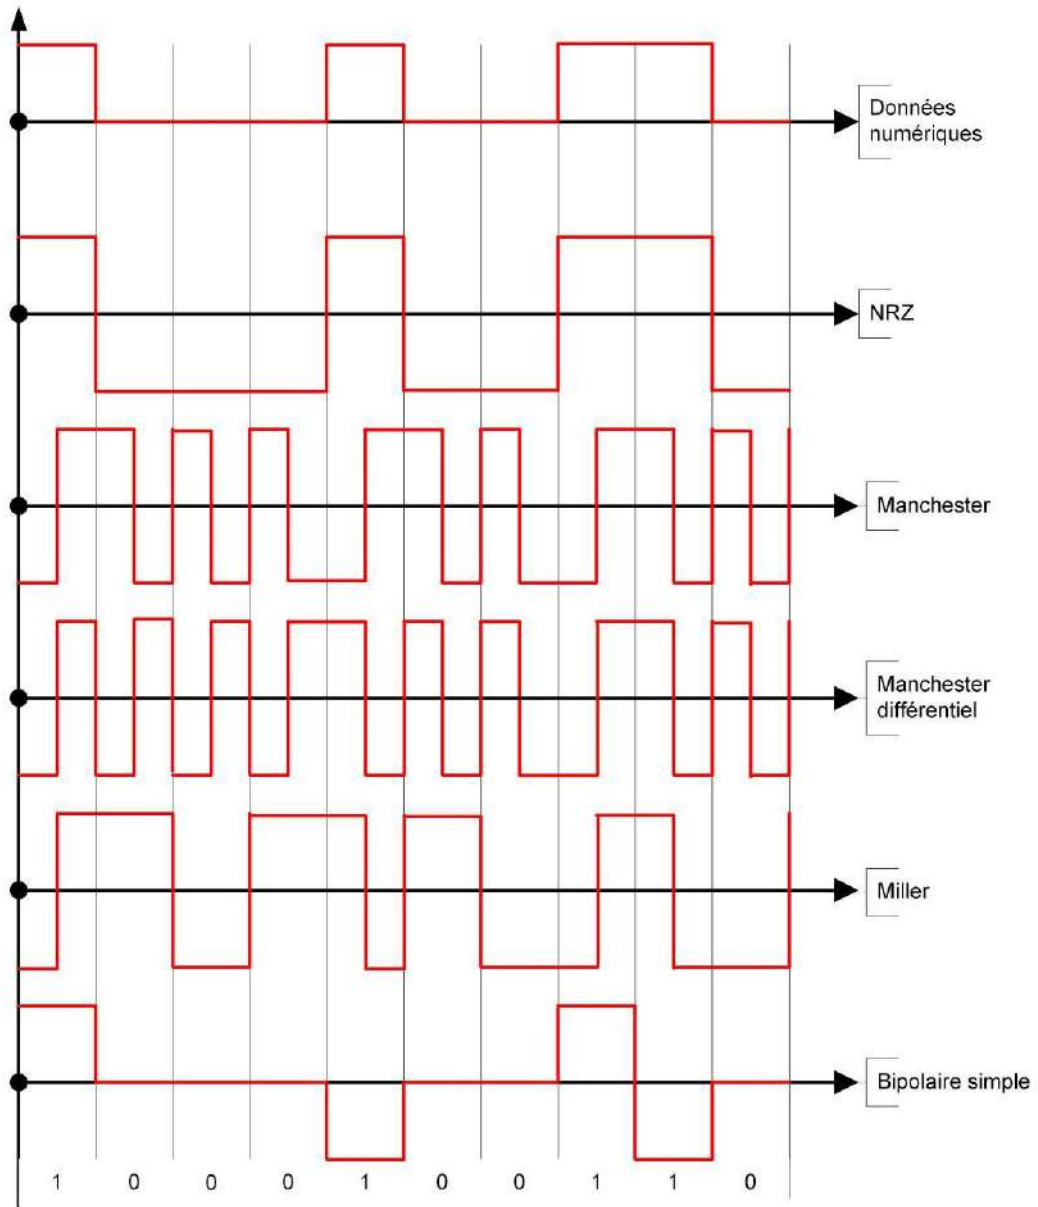 Données
numériques
NRZ
Manchester
Manchester
différentiel
Miller
Bipolaire simple
1 0 0 0 1 0 0 1 1 0